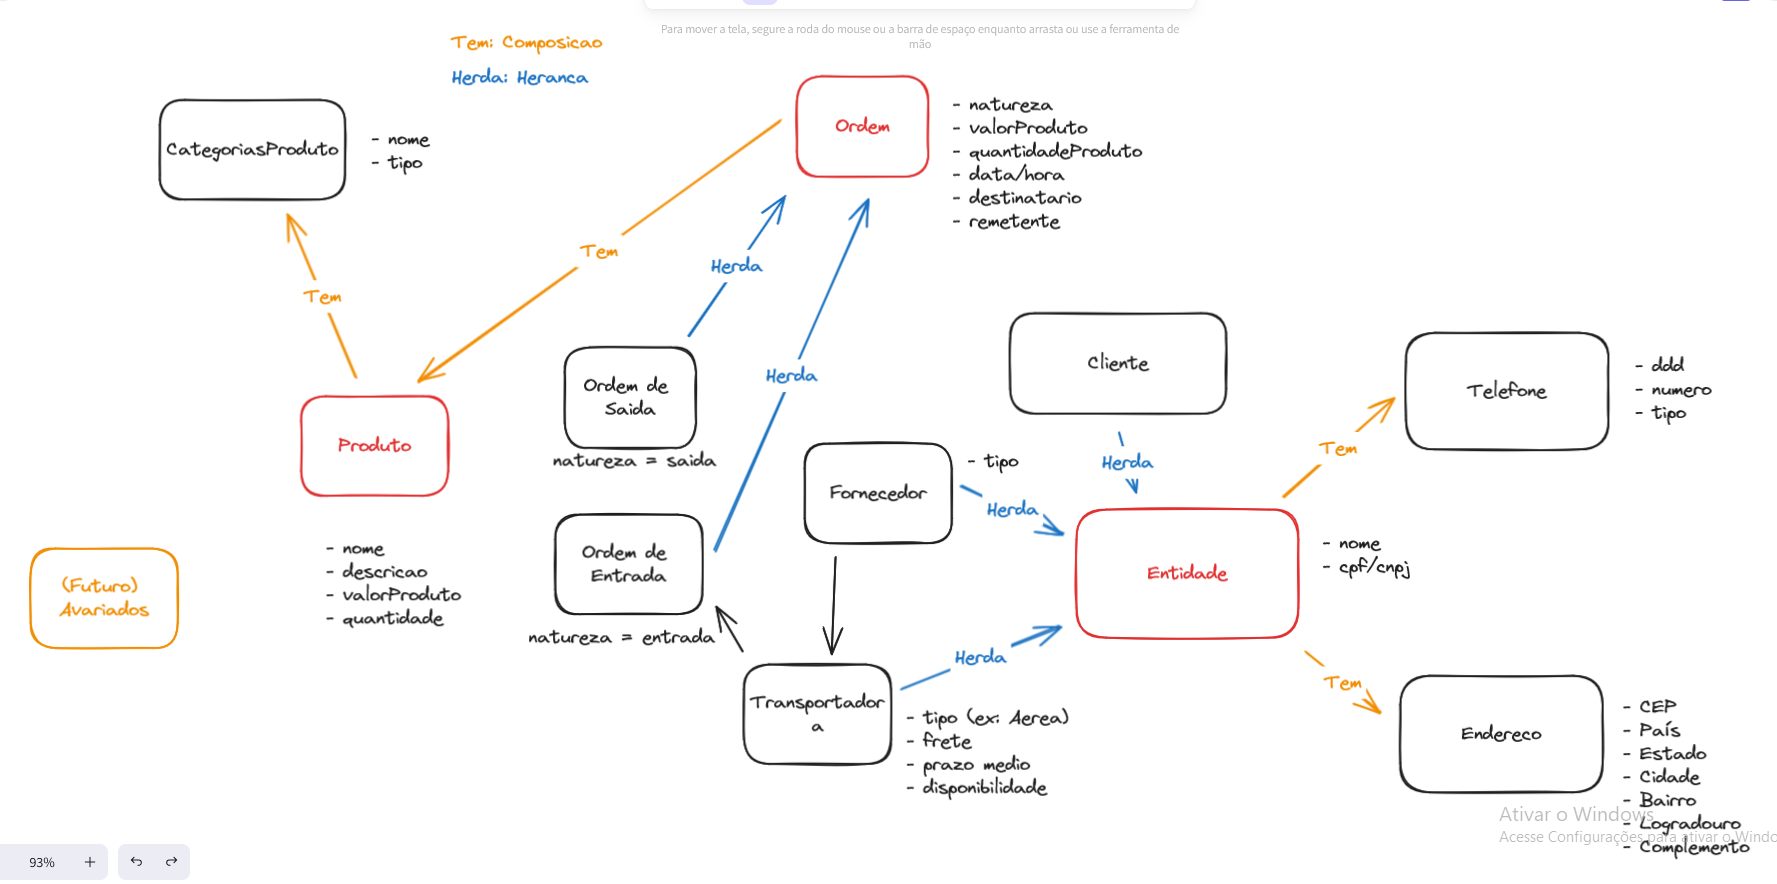 Para mover a tela, segure a roda do mouse ou a barra de espaço enquanto arrasta ou use a ferramenta de
mão
Tem: Composicao
Herda: Heranca
CategoriasProduto
- nome
- tipo
Ordem
- natureza
- valorProduto
- quantidadeProduto
- data/hora
- destinatario
- remetente
Tem
Tem
Herda
Herda
Ordem de
Saida
natureza = saida
Cliente
Telefone
- ddd
- numero
- tipo
Produto
- nome
- descricao
- valorProduto
- quantidade
Fornecedor
- tipo
Herda
Herda
Tem
Ordem de
Entrada
natureza = entrada
Entidade
- nome
- cpf/cnpj
(Futuro)
Avariados
Herda
Tem
Transportador
a
- tipo (ex: Aerea)
- frete
- prazo medio
- disponibilidade
Endereco
- CEP
- País
- Estado
- Cidade
- Bairro
- Logradouro
- Complemento
Ativar o Windows
Acesse Configurações para ativar o Windo
93%